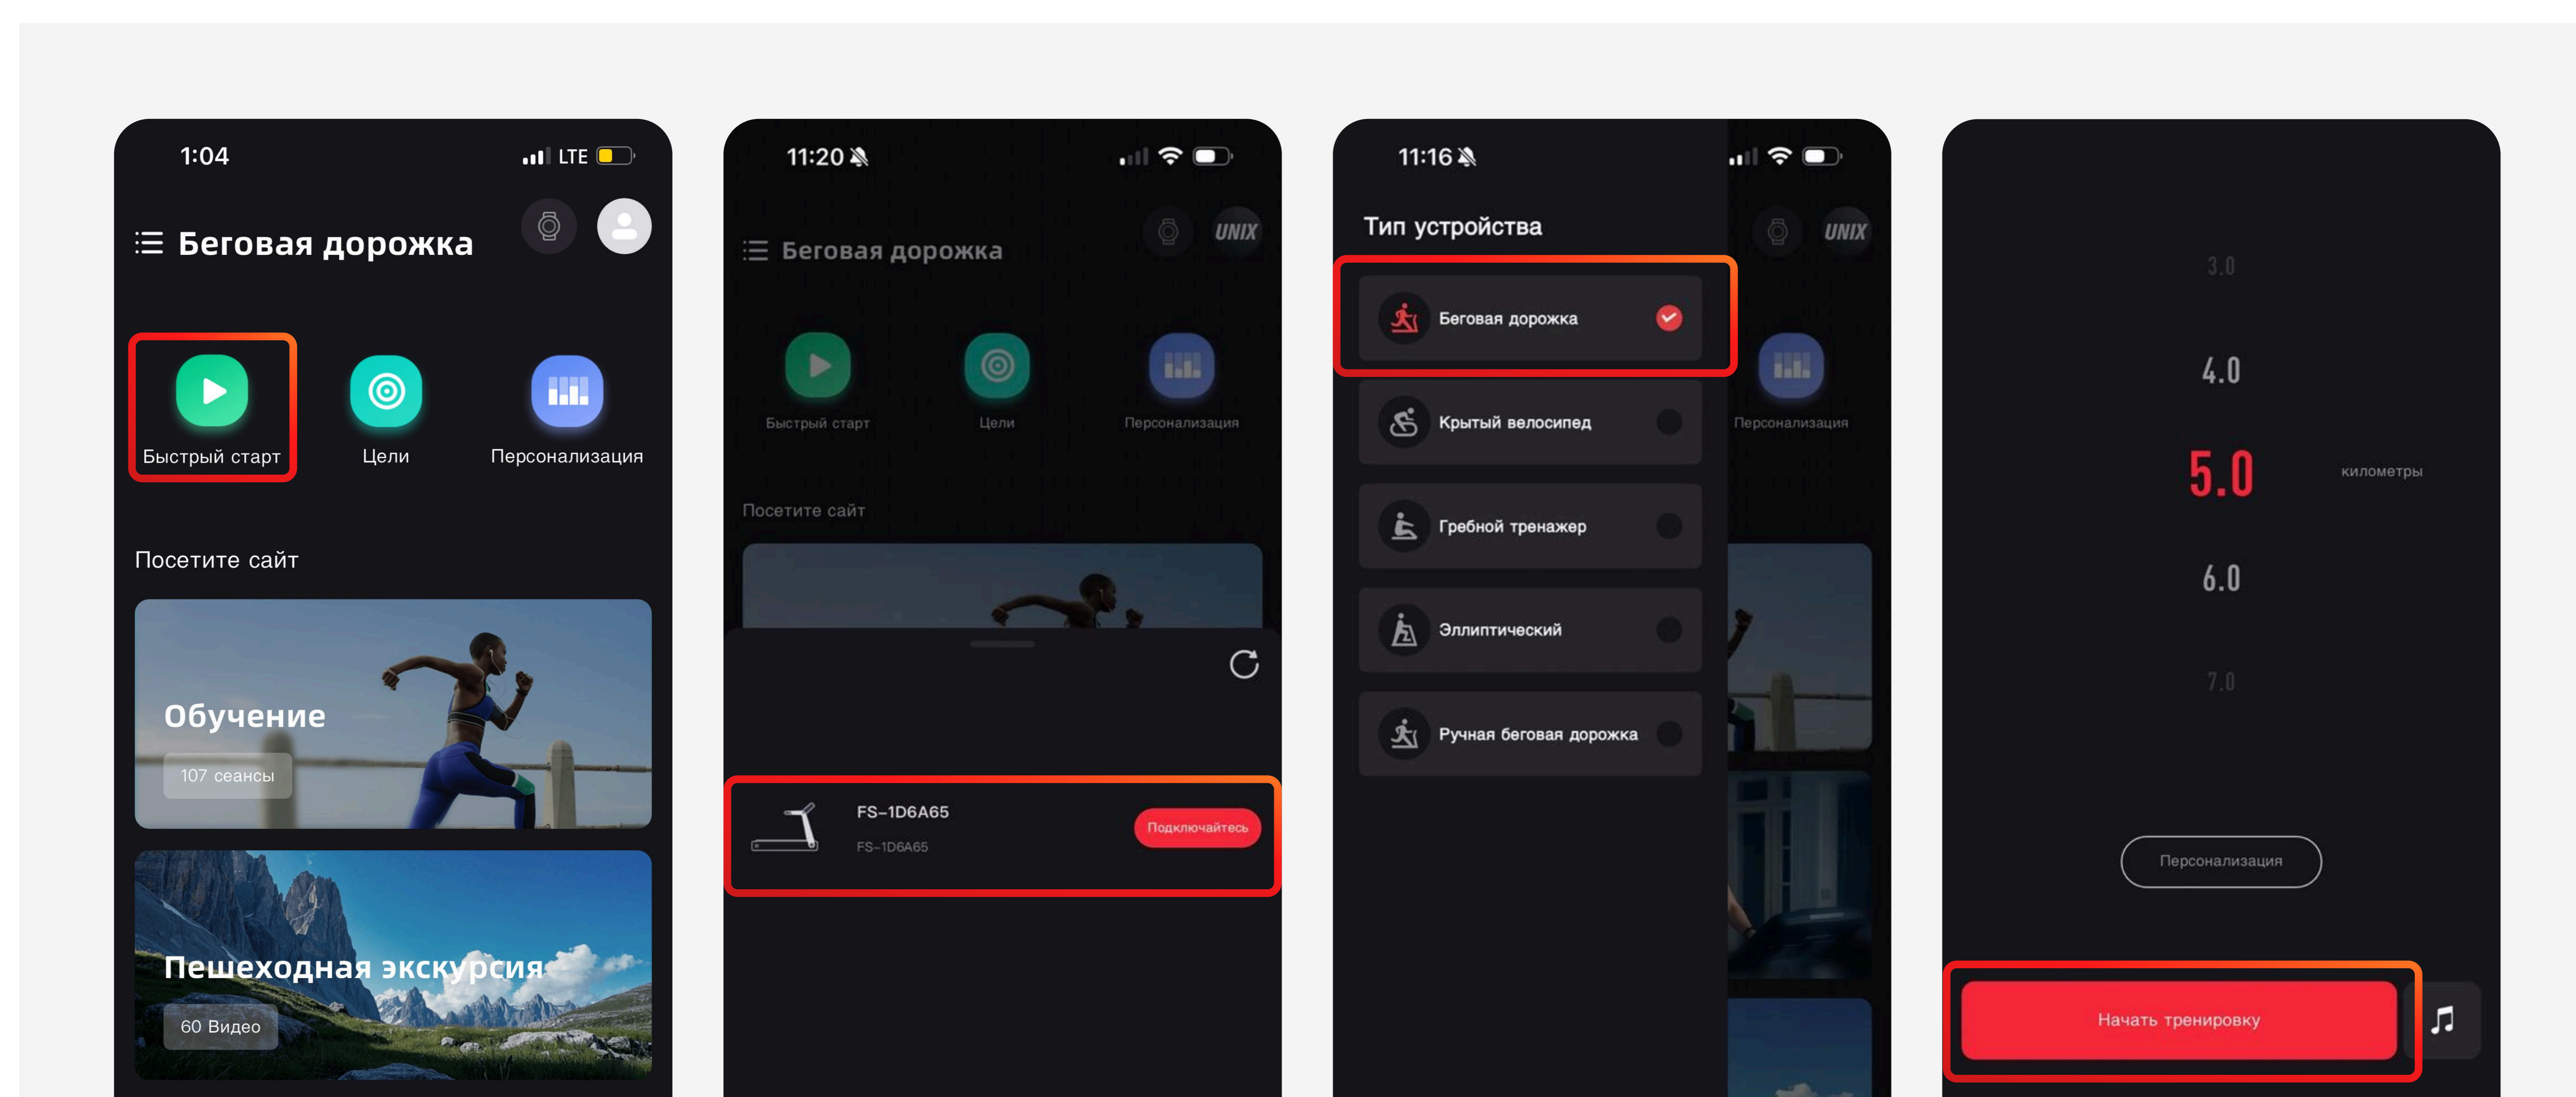 1:04
LTE
Беговая дорожка
Быстрый старт
Цели
Персонализация
Посетите сайт
Обучение
107 сеансы
Пешеходная экскурсия
60 Видео
11:20
UNIX
Беговая дорожка
Быстрый старт
Цели
Персонализация
Посетите сайт
FS-1D6A65
FS-1D6A65
Подключайтесь
11:16
Тип устройства
UNIX
Беговая дорожка
Крытый велосипед
Персонализация
Гребной тренажер
Эллиптический
Ручная беговая дорожка
3.0
4.0
5.0
километры
6.0
7.0
Персонализация
Начать тренировку